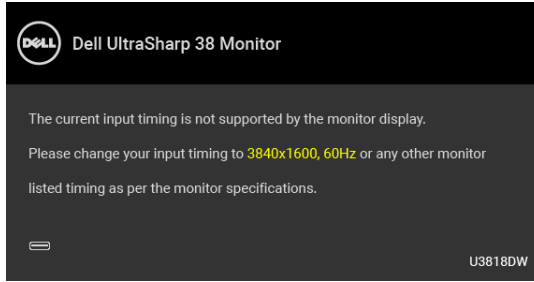 DELL
Dell UltraSharp 38 Monitor
The current input timing is not supported by the monitor display.
Please change your input timing to 3840x1600, 60Hz or any other monitor
listed timing as per the monitor specifications.
U3818DW